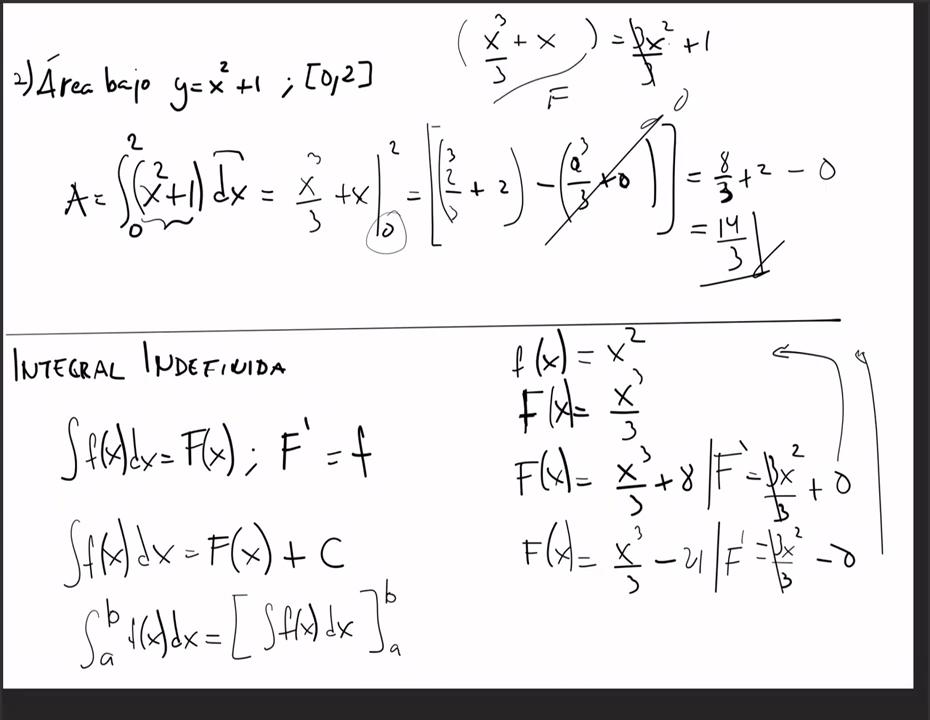 (x³/3 + x) = 3x²/3 + 1
F
2) Área bajo y = x² + 1 ; [0,2]
0
A = ∫₀² (x²+1) dx = x³/3 + x |₀² = [(2³/3 + 2) - (0³/3 + 0)] = 8/3 + 2 - 0
= 14/3
INTEGRAL INDEFINIDA
∫f(x)dx = F(x) ; F' = f
∫f(x)dx = F(x) + C
∫ₐᵇ f(x)dx = [∫f(x)dx]ₐᵇ
f(x) = x²
F(x) = x³/3
F(x) = x³/3 + 8 | F' = 3x²/3 + 0
F(x) = x³/3 - 21 | F' = 3x²/3 - 0